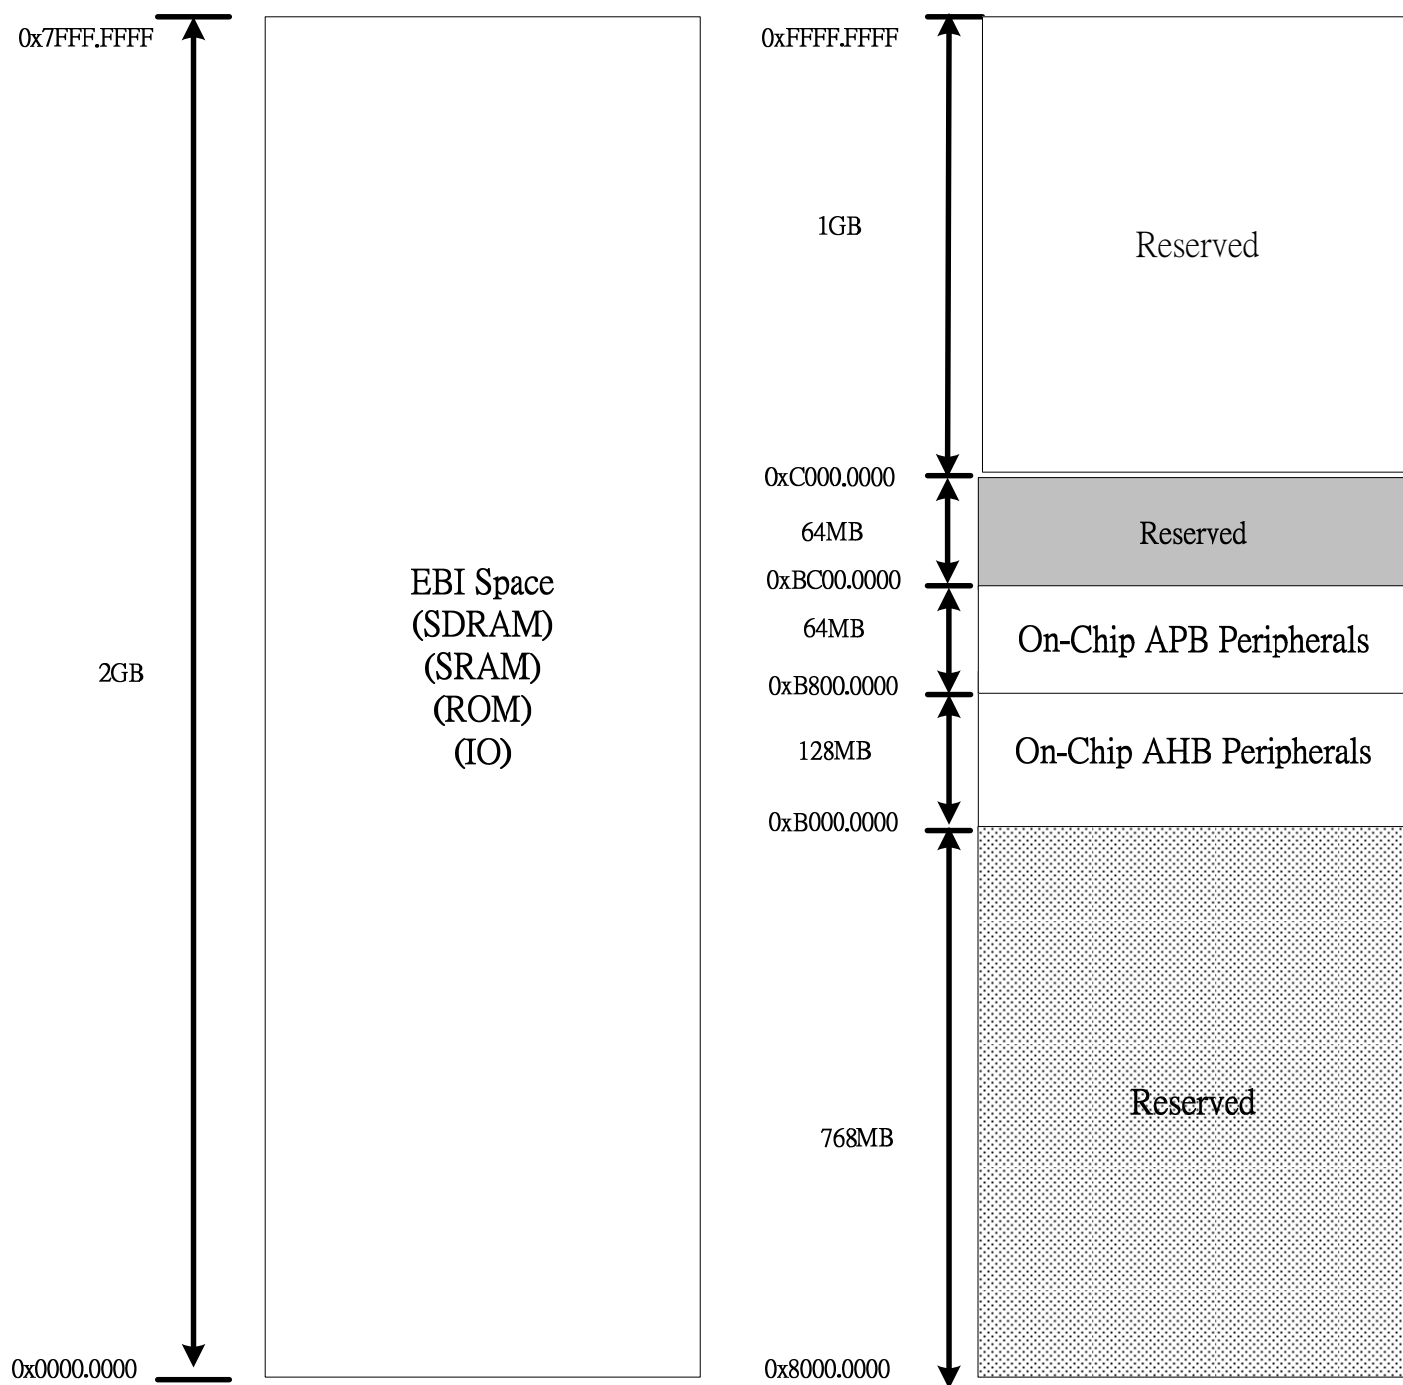 0x7FFF.FFFF
2GB
0x0000.0000
EBI Space
(SDRAM)
(SRAM)
(ROM)
(IO)
0xFFFF.FFFF
1GB
Reserved
0xC000.0000
64MB
Reserved
0xBC00.0000
64MB
On-Chip APB Peripherals
0xB800.0000
128MB
On-Chip AHB Peripherals
0xB000.0000
768MB
Reserved
0x8000.0000